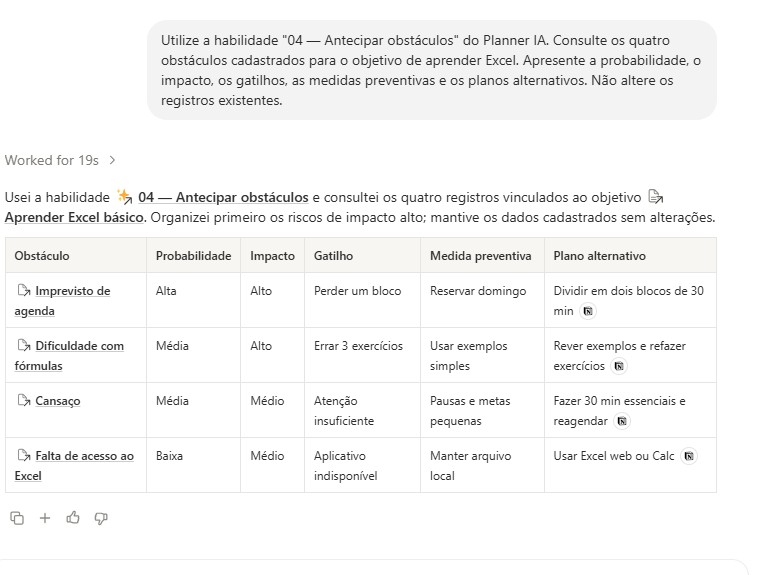 Utilize a habilidade "04 — Antecipar obstáculos" do Planner IA. Consulte os quatro
obstáculos cadastrados para o objetivo de aprender Excel. Apresente a probabilidade, o
impacto, os gatilhos, as medidas preventivas e os planos alternativos. Não altere os
registros existentes.
Worked for 19s
Usei a habilidade 04 — Antecipar obstáculos e consultei os quatro registros vinculados ao objetivo
Aprender Excel básico. Organizei primeiro os riscos de impacto alto; mantive os dados cadastrados sem alterações.
Obstáculo Probabilidade Impacto Gatilho Medida preventiva Plano alternativo
Imprevisto de Alta Alto Perder um bloco Reservar domingo Dividir em dois blocos de 30
agenda min
Dificuldade com Média Alto Errar 3 exercícios Usar exemplos Rever exemplos e refazer
fórmulas simples exercícios
Cansaço Média Médio Atenção Pausas e metas Fazer 30 min essenciais e
insuficiente pequenas reagendar
Falta de acesso ao Baixa Médio Aplicativo Manter arquivo Usar Excel web ou Calc
Excel indisponível local